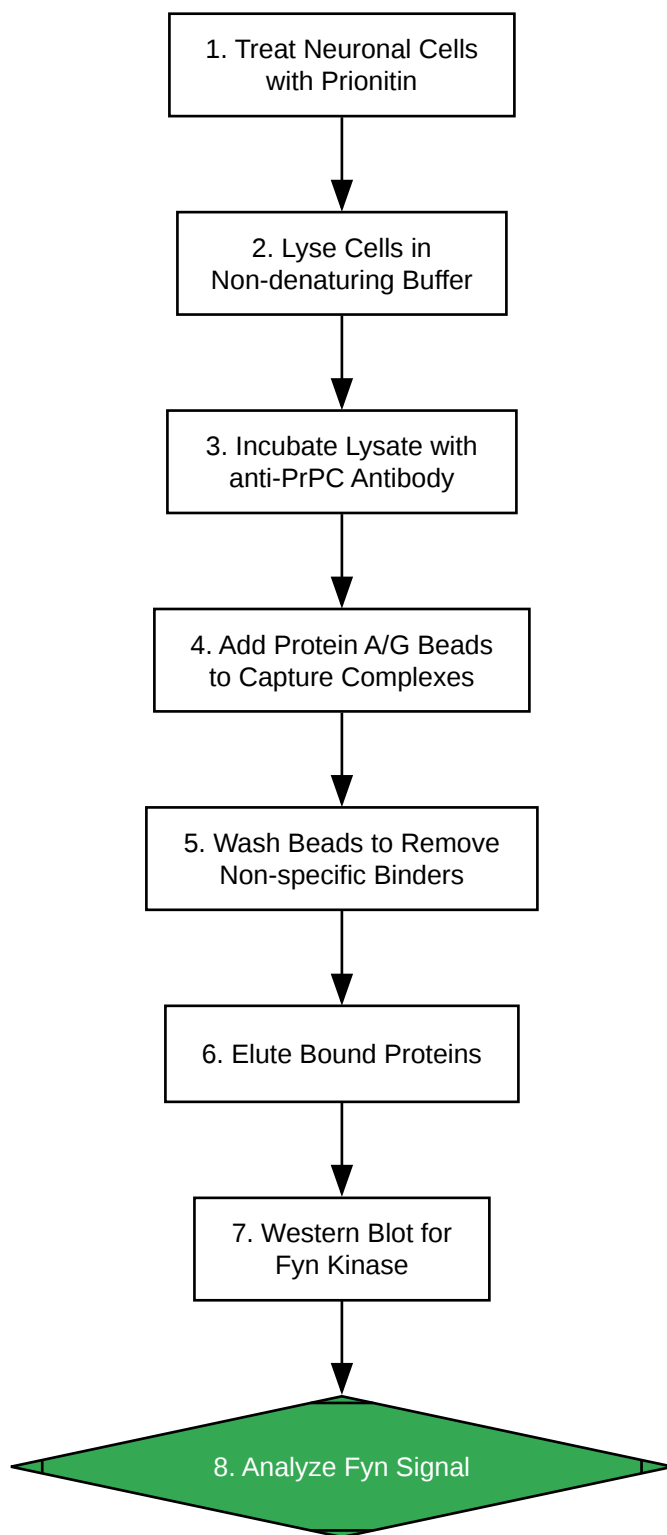 1. Treat Neuronal Cells
with Prionitin
2. Lyse Cells in
Non-denaturing Buffer
3. Incubate Lysate with
anti-PrPC Antibody
4. Add Protein A/G Beads
to Capture Complexes
5. Wash Beads to Remove
Non-specific Binders
6. Elute Bound Proteins
7. Western Blot for
Fyn Kinase
8. Analyze Fyn Signal